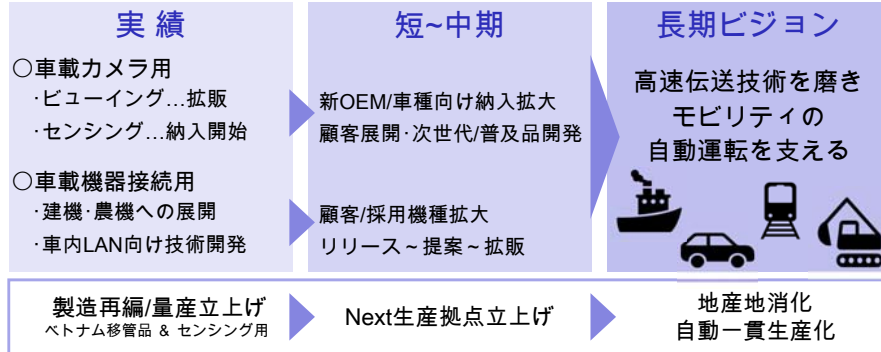 実 績
○車載カメラ用
·ビューイング…拡販
·センシング…納入開始
○車載機器接続用
·建機·農機への展開
·車内LAN向け技術開発
短~中期
新OEM/車種向け納入拡大
顧客展開·次世代/普及品開発
顧客/採用機種拡大
リリース~提案~拡販
長期ビジョン
高速伝送技術を磨き
モビリティの
自動運転を支える
製造再編/量産立上げ
ベトナム移管品 & センシング用
Next生産拠点立上げ
地産地消化
自動一貫生産化